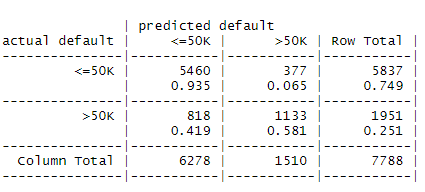 | predicted default
actual default | <=50K | >50K | Row Total |
---------------|-----------|-----------|-----------|
<=50K | 5460 | 377 | 5837 |
| 0.935 | 0.065 | 0.749 |
---------------|-----------|-----------|-----------|
>50K | 818 | 1133 | 1951 |
| 0.419 | 0.581 | 0.251 |
---------------|-----------|-----------|-----------|
Column Total | 6278 | 1510 | 7788 |
---------------|-----------|-----------|-----------|